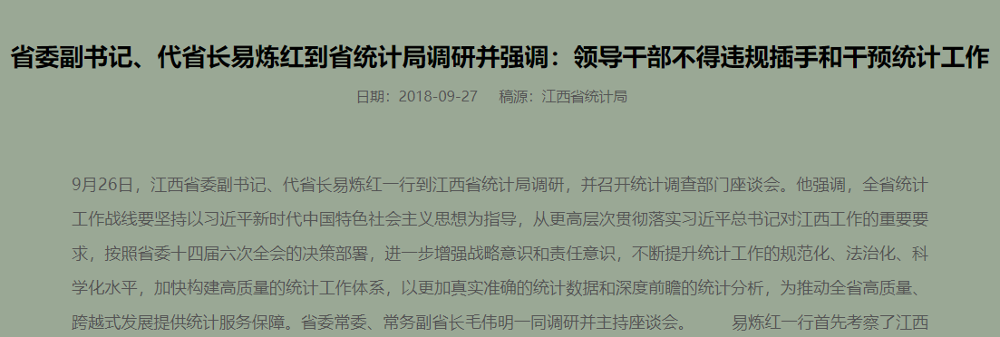 省委副书记、代省长易炼红到省统计局调研并强调：领导干部不得违规插手和干预统计工作
日期：2018-09-27 稿源：江西省统计局
9月26日，江西省委副书记、代省长易炼红一行到江西省统计局调研，并召开统计调查部门座谈会。他强调，全省统计
工作战线要坚持以习近平新时代中国特色社会主义思想为指导，从更高层次贯彻落实习近平总书记对江西工作的重要要
求，按照省委十四届六次全会的决策部署，进一步增强战略意识和责任意识，不断提升统计工作的规范化、法治化、科
学化水平，加快构建高质量的统计工作体系，以更加真实准确的统计数据和深度前瞻的统计分析，为推动全省高质量、
跨越式发展提供统计服务保障。省委常委、常务副省长毛伟明一同调研并主持座谈会。 易炼红一行首先考察了江西